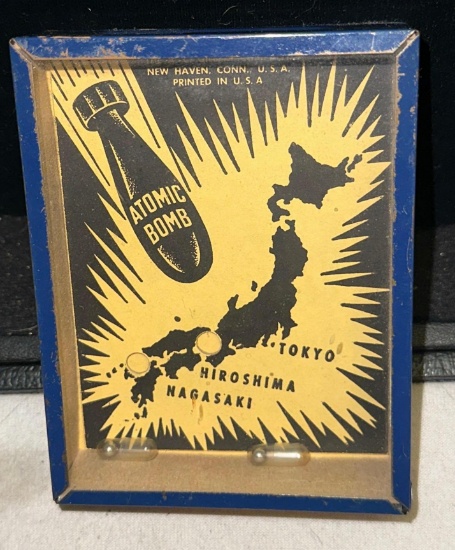 NEW HAVEN, CONN., U.S.A.
PRINTED IN U.S.A
ATOMIC
BOMB
TOKYO
HIROSHIMA
NAGASAKI